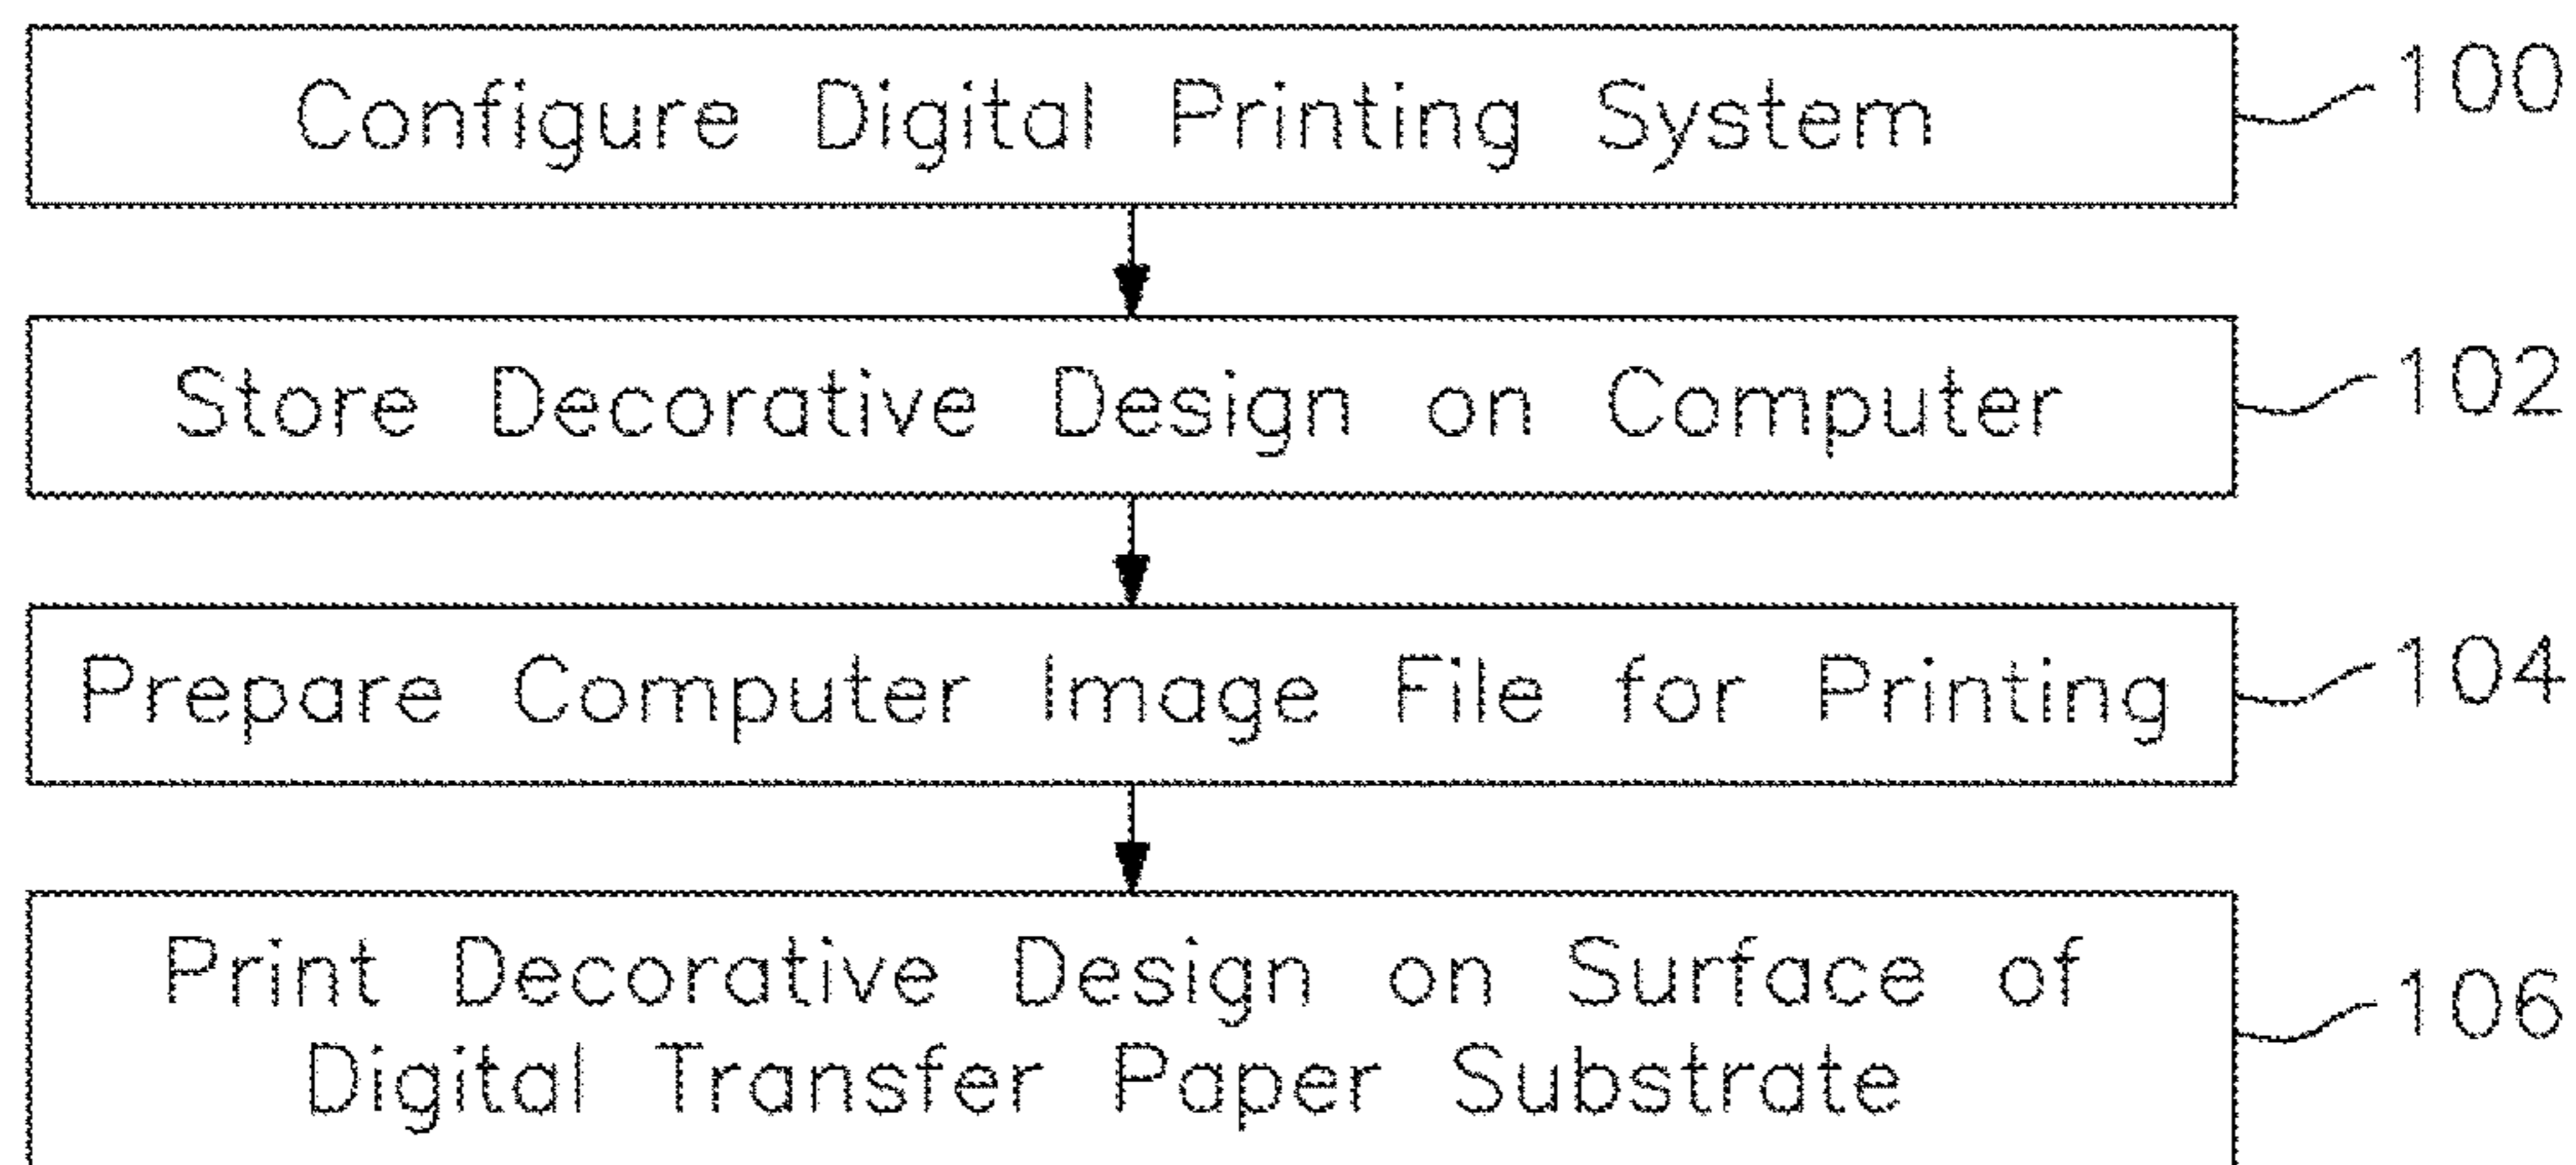 Configure Digital Printing System
100
Store Decorative Design on Computer
102
Prepare Computer Image File for Printing
104
Print Decorative Design on Surface of
Digital Transfer Paper Substrate
106